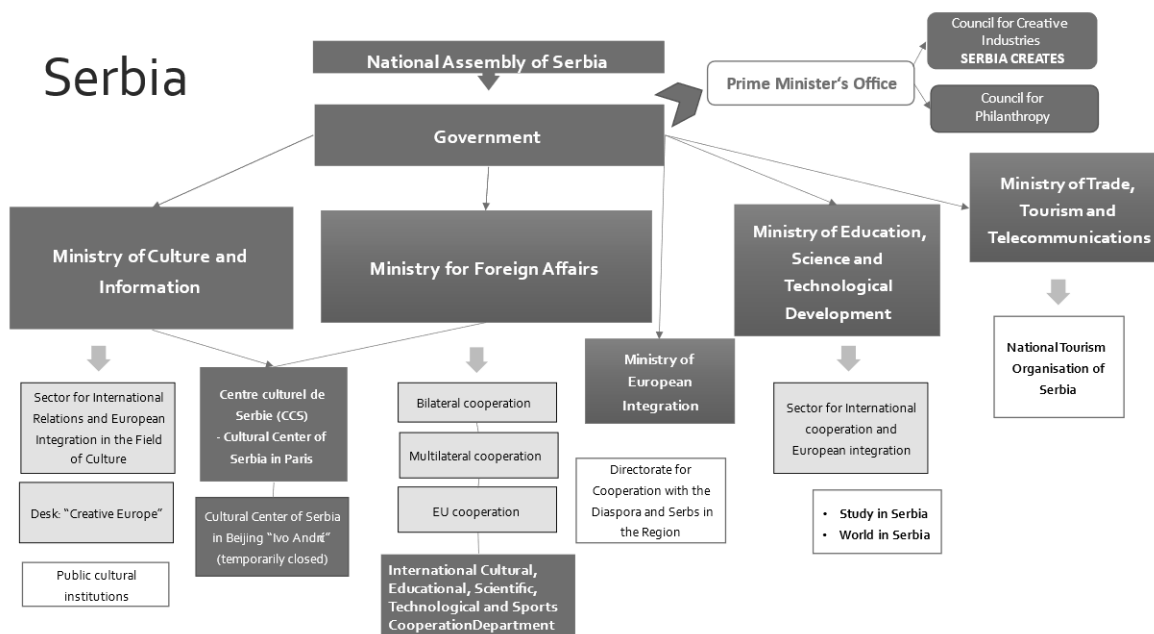 Serbia
National Assembly of Serbia
Council for Creative
Industries
SERBIA CREATES
Prime Minister's Office
Council for
Philanthropy
Government
Ministry of Trade,
Tourism and
Telecommunications
Ministry of Culture and
Information
Ministry for Foreign Affairs
Ministry of Education,
Science and
Technological
Development
National Tourism
Organisation of
Serbia
Ministry of
European
Integration
Sector for International
Relations and European
Integration in the Field
of Culture
Centre culturel de
Serbie (CCS)
- Cultural Center of
Serbia in Paris
Bilateral cooperation
Sector for International
cooperation and
European integration
Multilateral cooperation
Directorate for
Cooperation with the
Diaspora and Serbs in
the Region
Desk: "Creative Europe"
Cultural Center of Serbia
in Beijing "Ivo Andrić"
(temporarily closed)
EU cooperation
• Study in Serbia
• World in Serbia
Public cultural
institutions
International Cultural,
Educational, Scientific,
Technological and Sports
CooperationDepartment